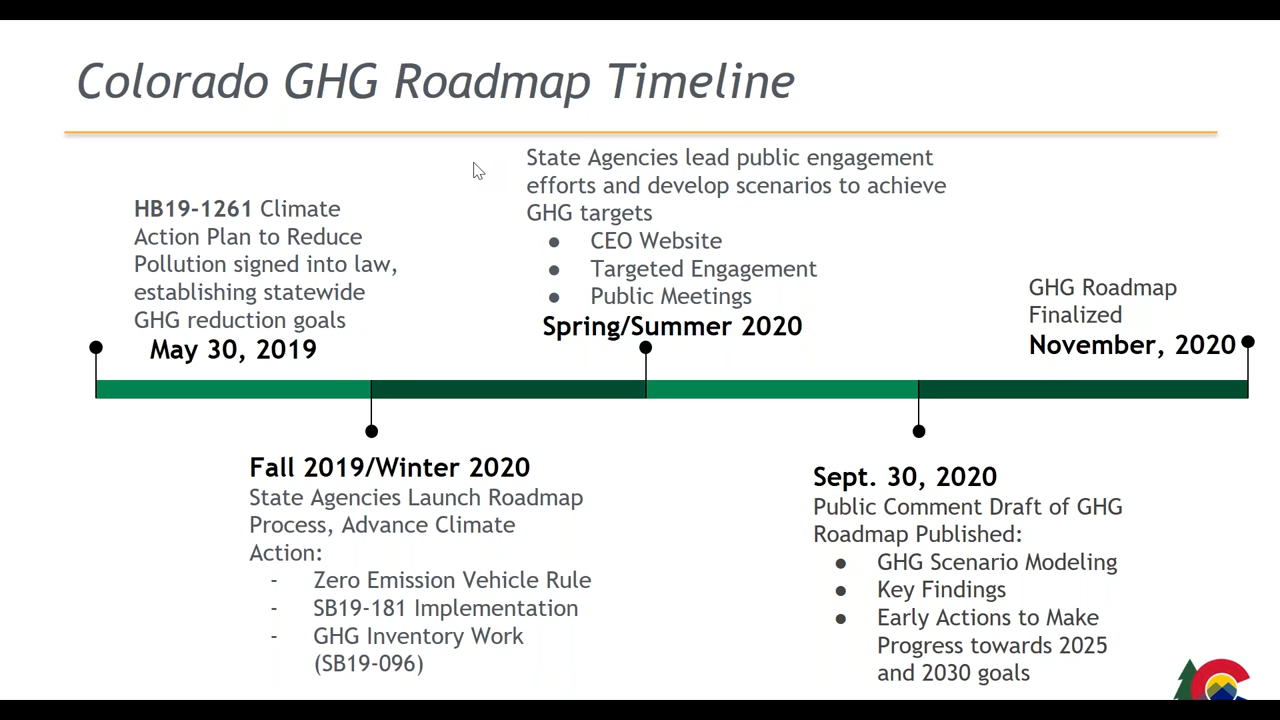 Colorado GHG Roadmap Timeline
HB19-1261 Climate
Action Plan to Reduce
Pollution signed into law,
establishing statewide
GHG reduction goals
May 30, 2019
State Agencies lead public engagement
efforts and develop scenarios to achieve
GHG targets
● CEO Website
● Targeted Engagement
● Public Meetings
Spring/Summer 2020
GHG Roadmap
Finalized
November, 2020
Fall 2019/Winter 2020
State Agencies Launch Roadmap
Process, Advance Climate
Action:
- Zero Emission Vehicle Rule
- SB19-181 Implementation
- GHG Inventory Work
(SB19-096)
Sept. 30, 2020
Public Comment Draft of GHG
Roadmap Published:
● GHG Scenario Modeling
● Key Findings
● Early Actions to Make
Progress towards 2025
and 2030 goals